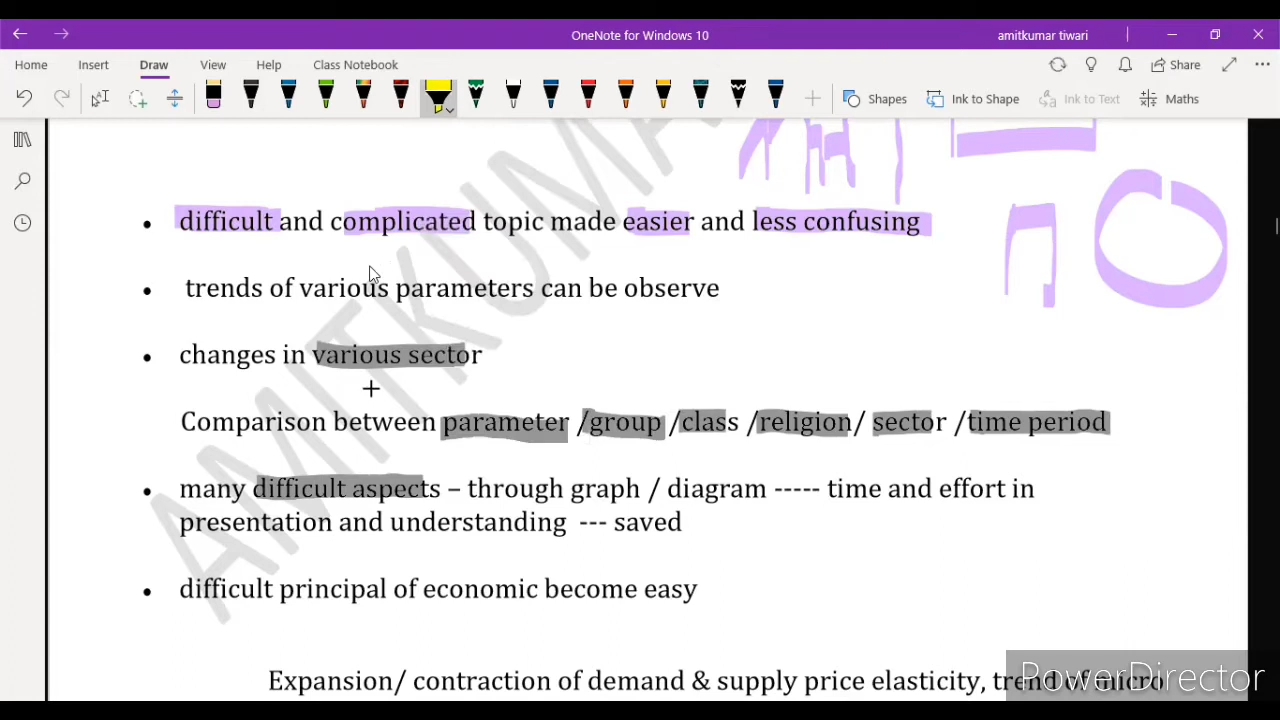 OneNote for Windows 10
amitkumar tiwari
Home Insert Draw View Help Class Notebook
Share
Shapes Ink to Shape Ink to Text Maths
AMITKUMA
• difficult and complicated topic made easier and less confusing
• trends of various parameters can be observe
• changes in various sector
+
Comparison between parameter /group /class /religion/ sector /time period
• many difficult aspects – through graph / diagram ----- time and effort in
presentation and understanding --- saved
• difficult principal of economic become easy
Expansion/ contraction of demand & supply price elasticity, trend of micro
PowerDirector